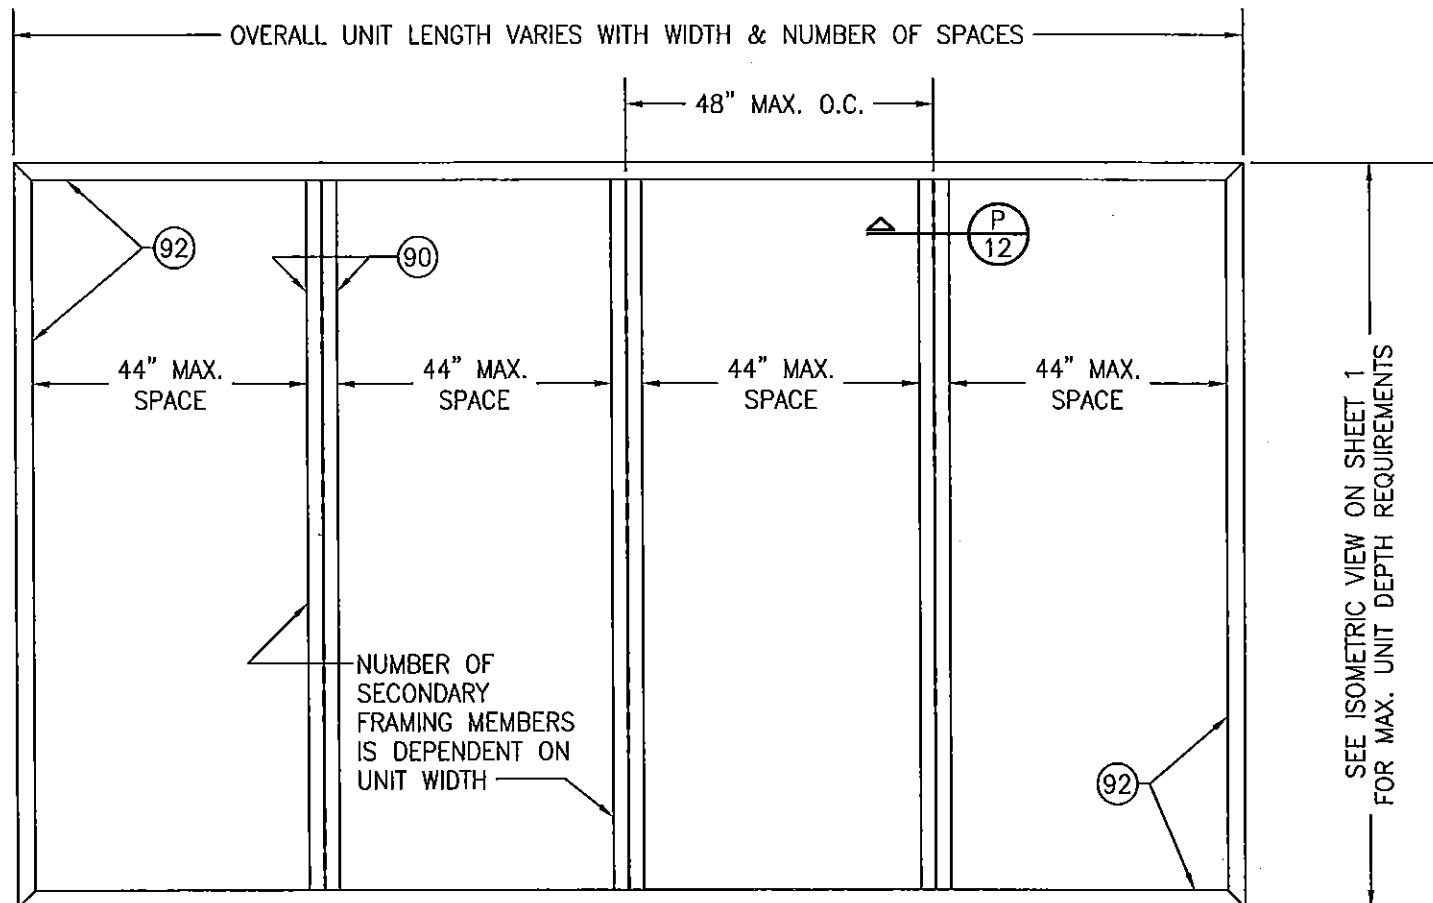 OVERALL UNIT LENGTH VARIES WITH WIDTH & NUMBER OF SPACES
48" MAX. O.C.
92
90
P
12
44" MAX.
SPACE
44" MAX.
SPACE
44" MAX.
SPACE
44" MAX.
SPACE
NUMBER OF
SECONDARY
FRAMING MEMBERS
IS DEPENDENT ON
UNIT WIDTH
92
SEE ISOMETRIC VIEW ON SHEET 1
FOR MAX. UNIT DEPTH REQUIREMENTS